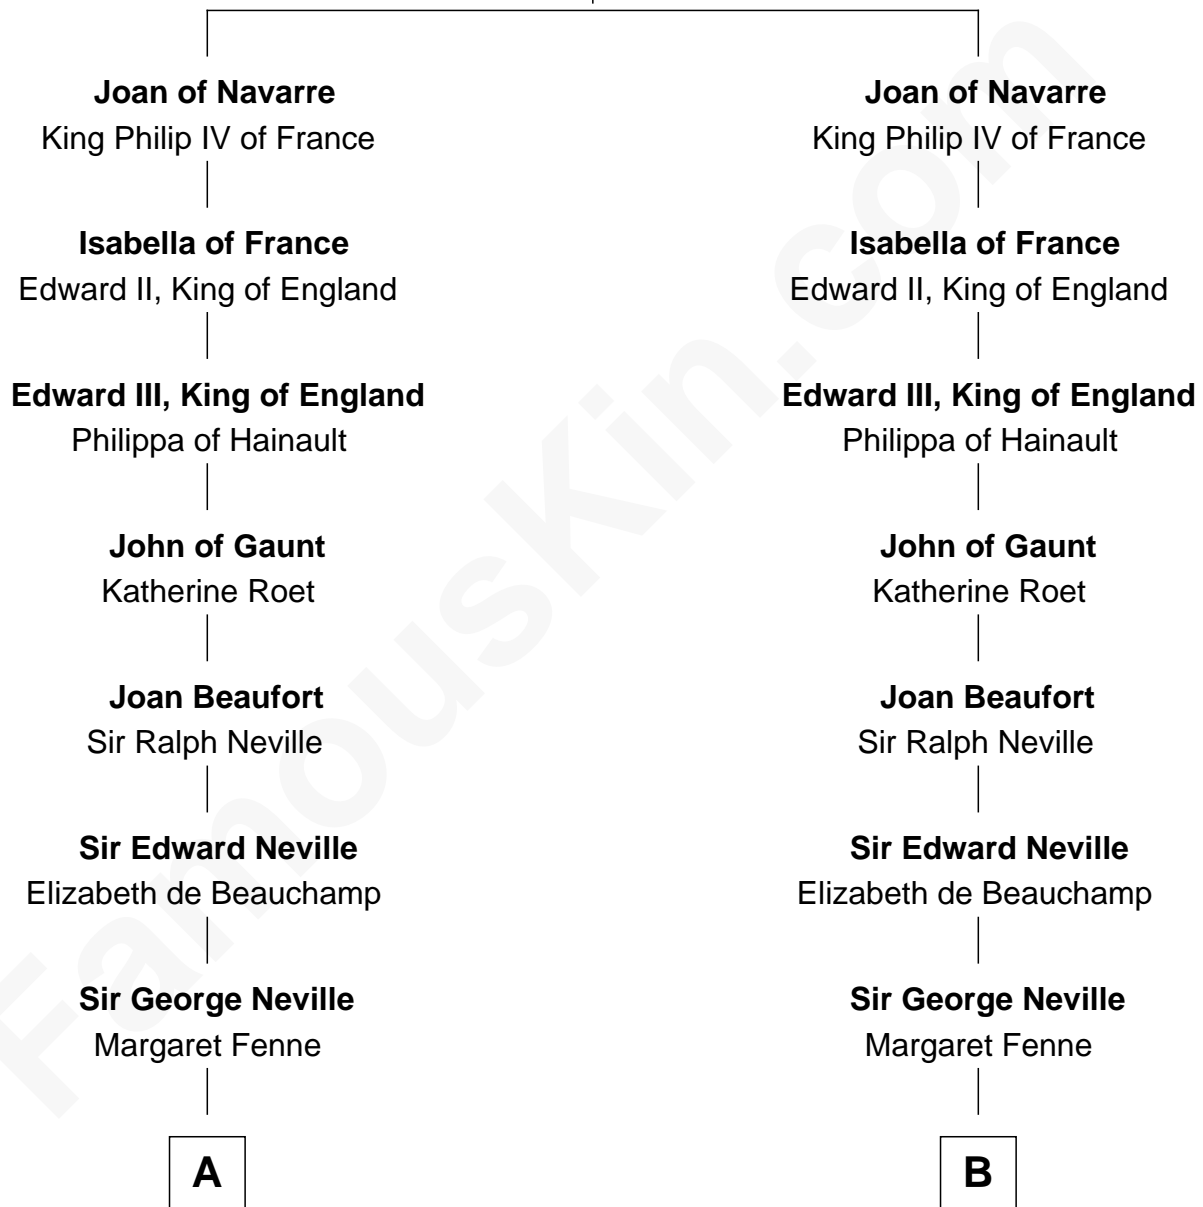 Joan of Navarre
King Philip IV of France
Isabella of France
Edward II, King of England
Edward III, King of England
Philippa of Hainault
John of Gaunt
Katherine Roet
Joan Beaufort
Sir Ralph Neville
Sir Edward Neville
Elizabeth de Beauchamp
Sir George Neville
Margaret Fenne
A
Joan of Navarre
King Philip IV of France
Isabella of France
Edward II, King of England
Edward III, King of England
Philippa of Hainault
John of Gaunt
Katherine Roet
Joan Beaufort
Sir Ralph Neville
Sir Edward Neville
Elizabeth de Beauchamp
Sir George Neville
Margaret Fenne
B
FamousKin.com